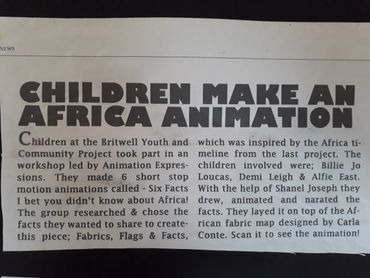 NEWS
CHILDREN MAKE AN
AFRICA ANIMATION
Children at the Britwell Youth and
Community Project took part in an
workshop led by Animation Expres-
sions. They made 6 short stop
motion animations called - Six Facts
I bet you didn't know about Africa!
The group researched & chose the
facts they wanted to share to create-
this piece; Fabrics, Flags & Facts,
which was inspired by the Africa ti-
meline from the last project. The
children involved were; Billie Jo
Loucas, Demi Leigh & Alfie East.
With the help of Shanel Joseph they
drew, animated and narated the
facts. They layed it on top of the Af-
rican fabric map designed by Carla
Conte. Scan it to see the animation!